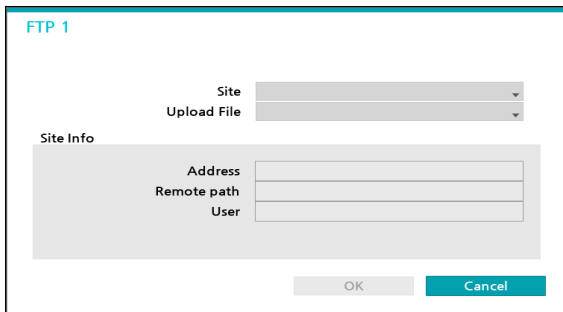 FTP 1
Site
Upload File
Site Info
Address
Remote path
User
OK
Cancel